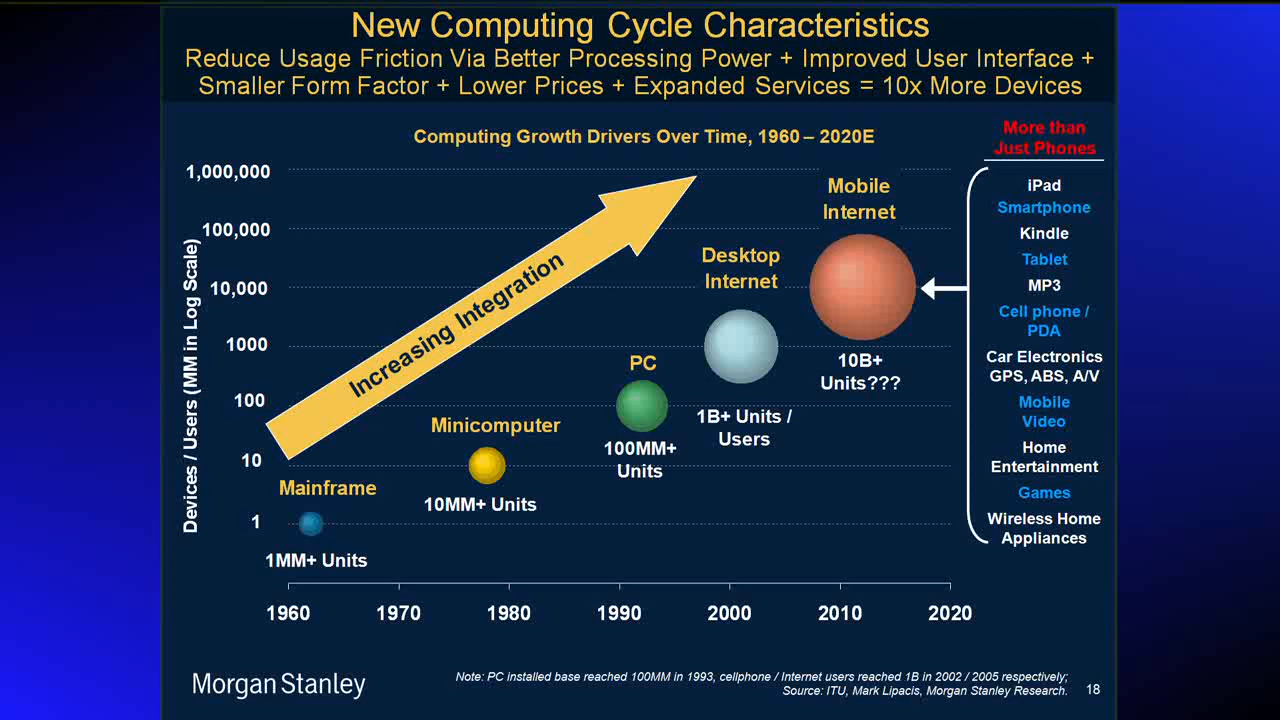 New Computing Cycle Characteristics
Reduce Usage Friction Via Better Processing Power + Improved User Interface +
Smaller Form Factor + Lower Prices + Expanded Services = 10x More Devices
Computing Growth Drivers Over Time, 1960 – 2020E
More than
Just Phones
Devices / Users (MM in Log Scale)
1,000,000
100,000
10,000
1000
100
10
1
Increasing Integration
Mainframe
1MM+ Units
Minicomputer
10MM+ Units
PC
100MM+
Units
Desktop
Internet
1B+ Units /
Users
Mobile
Internet
10B+
Units???
iPad
Smartphone
Kindle
Tablet
MP3
Cell phone /
PDA
Car Electronics
GPS, ABS, A/V
Mobile
Video
Home
Entertainment
Games
Wireless Home
Appliances
1960
1970
1980
1990
2000
2010
2020
Morgan Stanley
Note: PC installed base reached 100MM in 1993, cellphone / Internet users reached 1B in 2002 / 2005 respectively;
Source: ITU, Mark Lipacis, Morgan Stanley Research.
18